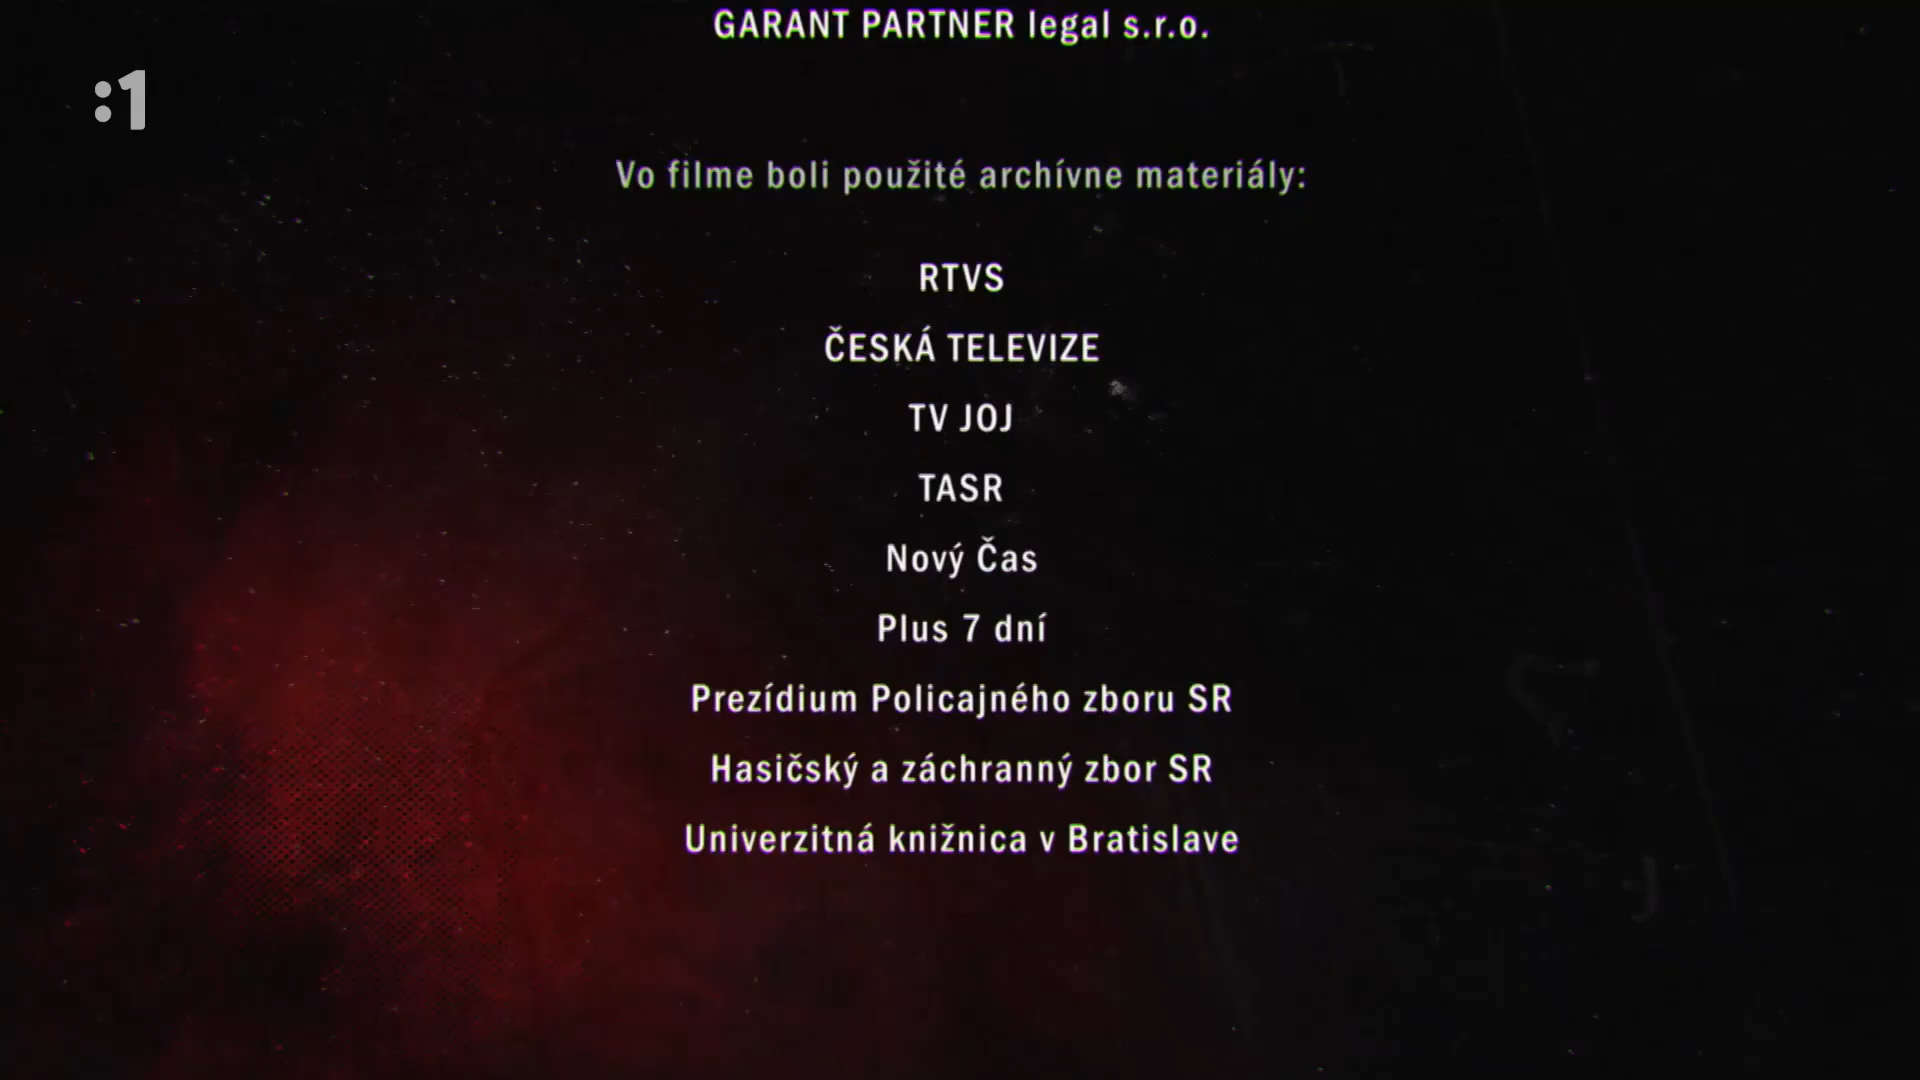 GARANT PARTNER legal s.r.o.
:1
Vo filme boli použité archívne materiály:
RTVS
ČESKÁ TELEVIZE
TV JOJ
TASR
Nový Čas
Plus 7 dní
Prezídium Policajného zboru SR
Hasičský a záchranný zbor SR
Univerzitná knižnica v Bratislave